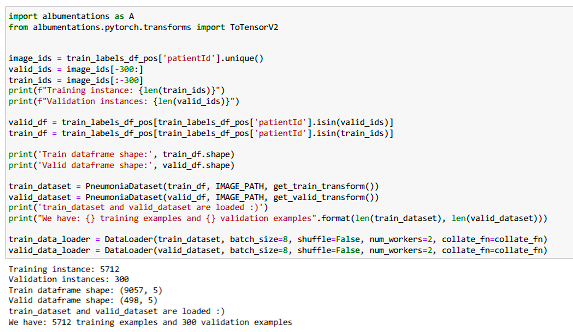 import albumentations as A
from albumentations.pytorch.transforms import ToTensorV2
image_ids = train_labels_df_pos['patientId'].unique()
valid_ids = image_ids[-300:]
train_ids = image_ids[:-300]
print(f"Training instance: {len(train_ids)}")
print(f"Validation instances: {len(valid_ids)}")
valid_df = train_labels_df_pos[train_labels_df_pos['patientId'].isin(valid_ids)]
train_df = train_labels_df_pos[train_labels_df_pos['patientId'].isin(train_ids)]
print('Train dataframe shape:', train_df.shape)
print('Valid dataframe shape:', valid_df.shape)
train_dataset = PneumoniaDataset(train_df, IMAGE_PATH, get_train_transform())
valid_dataset = PneumoniaDataset(valid_df, IMAGE_PATH, get_valid_transform())
print('train_dataset and valid_dataset are loaded :)')
print("We have: {} training examples and {} validation examples".format(len(train_dataset), len(valid_dataset)))
train_data_loader = DataLoader(train_dataset, batch_size=8, shuffle=False, num_workers=2, collate_fn=collate_fn)
valid_data_loader = DataLoader(valid_dataset, batch_size=8, shuffle=False, num_workers=2, collate_fn=collate_fn)
Training instance: 5712
Validation instances: 300
Train dataframe shape: (9057, 5)
Valid dataframe shape: (498, 5)
train_dataset and valid_dataset are loaded :)
We have: 5712 training examples and 300 validation examples